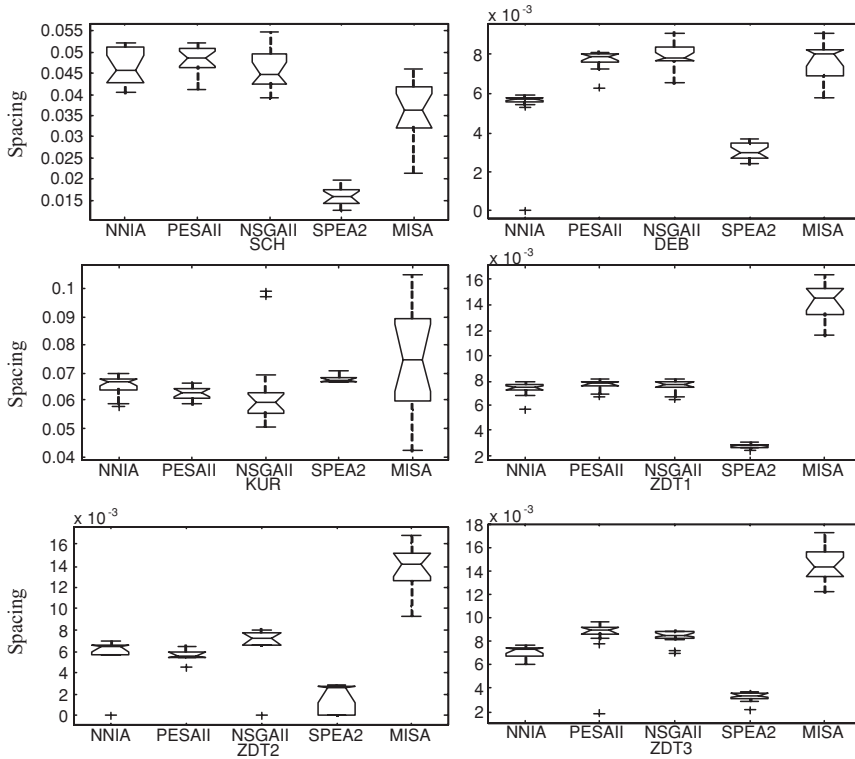 Spacing
0.055
0.05
0.045
0.04
0.035
0.03
0.025
0.02
0.015
NNIA PESAII NSGAII SPEA2 MISA
SCH
x 10-3
8
6
4
2
0
NNIA PESAII NSGAII SPEA2 MISA
DEB
Spacing
0.1
0.09
0.08
0.07
0.06
0.05
0.04
NNIA PESAII NSGAII SPEA2 MISA
KUR
x 10-3
16
14
12
10
8
6
4
2
NNIA PESAII NSGAII SPEA2 MISA
ZDT1
Spacing
x 10-3
16
14
12
10
8
6
4
2
0
NNIA PESAII NSGAII SPEA2 MISA
ZDT2
x 10-3
18
16
14
12
10
8
6
4
2
NNIA PESAII NSGAII SPEA2 MISA
ZDT3